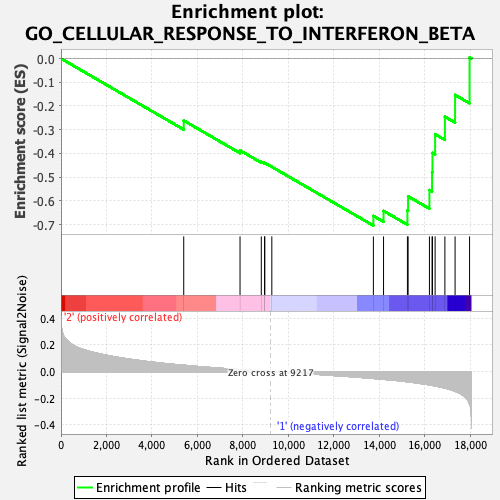 Enrichment plot:
GO_CELLULAR_RESPONSE_TO_INTERFERON_BETA
Enrichment score (ES)
0.0
-0.1
-0.2
-0.3
-0.4
-0.5
-0.6
-0.7
Ranked list metric (Signal2Noise)
'2' (positively correlated)
0.4
0.2
0.0
-0.2
-0.4
Zero cross at 9217
'1' (negatively correlated)
0 2,000 4,000 6,000 8,000 10,000 12,000 14,000 16,000 18,000
Rank in Ordered Dataset
Enrichment profile Hits Ranking metric scores